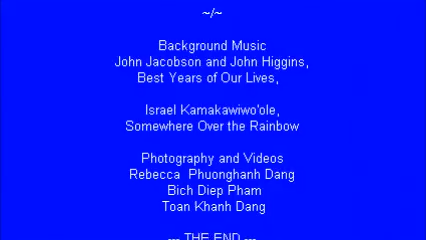 ~/~
Background Music
John Jacobson and John Higgins,
Best Years of Our Lives,
Israel Kamakawiwo'ole,
Somewhere Over the Rainbow
Photography and Videos
Rebecca  Phuonghanh Dang
Bich Diep Pham
Toan Khanh Dang
--- THE END ---